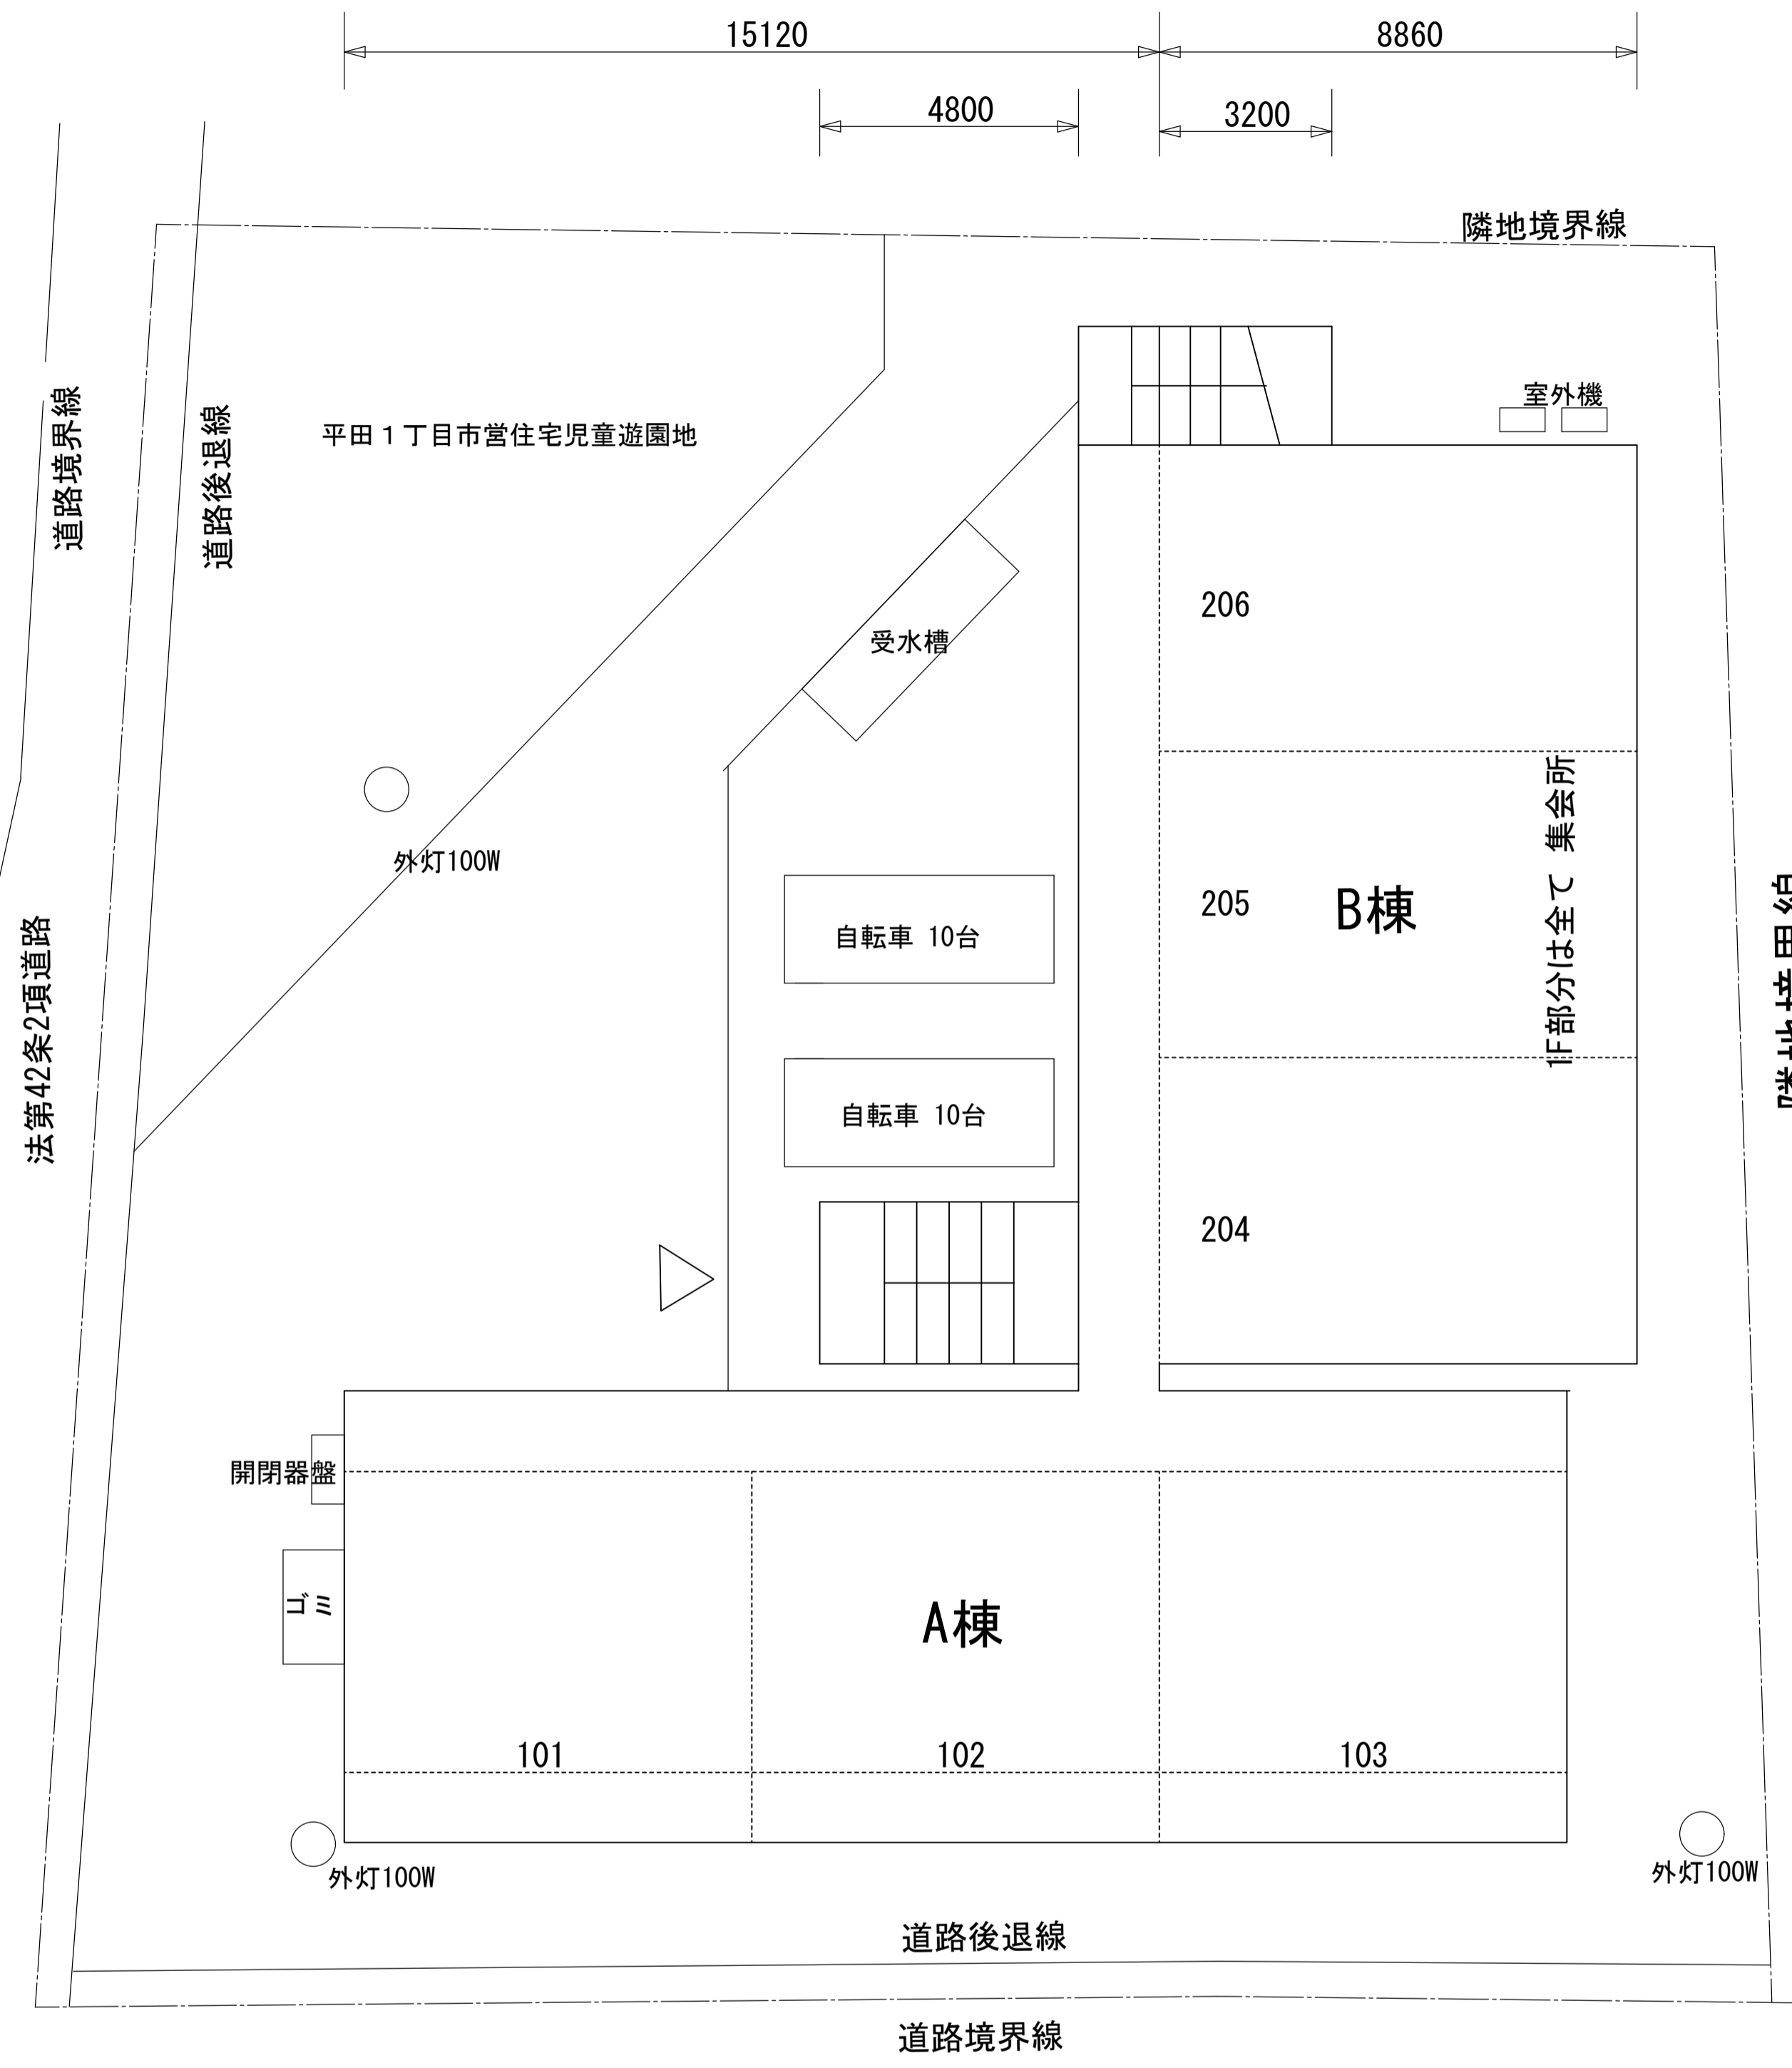 15120
8860
4800
3200
隣地境界線
道路境界線
道路後退線
平田１丁目市営住宅児童遊園地
室外機
206
受水槽
外灯100W
205
B棟
1F部分は全て 集会所
自転車 10台
隣地境界線
法第42条2項道路
自転車 10台
204
開閉器盤
ゴミ
A棟
101
102
103
外灯100W
外灯100W
道路後退線
道路境界線